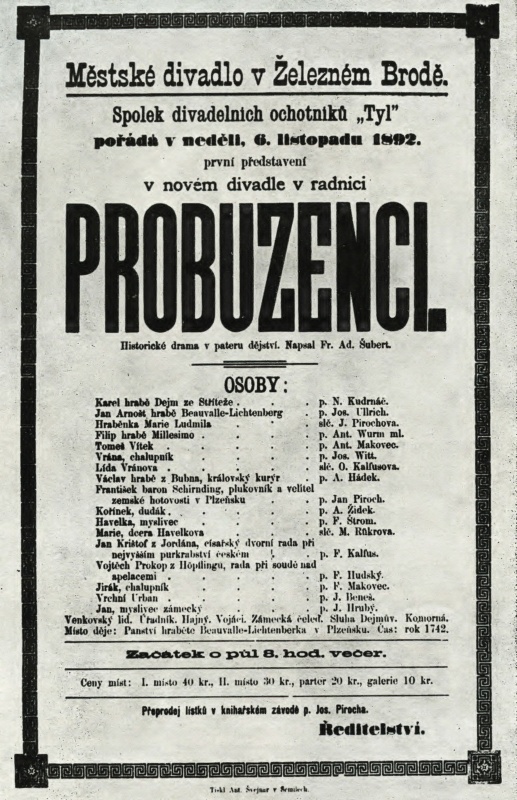 Městské divadlo v Železném Brodě.
Spolek divadelních ochotníků „Tyl”
pořádá v neděli, 6. listopadu 1892.
první představení
v novém divadle v radnici
PROBUZENCI.
Historické drama v pateru dějství. Napsal Fr. Ad. Šubert.
OSOBY:
Karel hrabě Dejm ze Stříteže . . . p. N. Kudrnáč.
Jan Arnošt hrabě Beauvalle-Lichtenberg . p. Jos. Ullrich.
Hraběnka Marie Ludmila . . . slč. J. Pirochova.
Filip hrabě Millesimo . . . . p. Ant. Wurm ml.
Tomeš Vítek . . . . . p. Ant. Makovec.
Vrána, chalupník . . . . p. Jos. Witt.
Lída Vránova . . . . . slč. O. Kalfusova.
Václav hrabě z Bubna, královský kurýr . p. A. Hádek.
František baron Schirnding, plukovník a velitel
zemské hotovosti v Plzeňsku . . p. Jan Piroch.
Kořínek, dudák . . . . . p. A. Židek.
Havelka, myslivec . . . . p. F. Štrom.
Marie, dcera Havelkova . . . slč. M. Růkrova.
Jan Krištof z Jordána, císařský dvorní rada při
nejvyšším purkrabství českém . . p. F. Kalfus.
Vojtěch Prokop z Höpflingů, rada při soudě nad
apelacemi . . . . . p. F. Hudský.
Jirák, chalupník . . . . p. F. Makovec.
Vrchní Urban . . . . . p. J. Beneš.
Jan, myslivec zámecký . . . p. J. Hrubý.
Venkovský lid. Úřadník. Hajný. Vojáci. Zámecká čeleď. Sluha Dejmův. Komorná.
Místo děje: Panství hraběte Beauvalle-Lichtenberka v Plzeňsku. Čas: rok 1742.
Začátek o půl 8. hod. večer.
Ceny míst: I. místo 40 kr., II. místo 30 kr., parter 20 kr., galerie 10 kr.
Předprodej lístků v knihařském závodě p. Jos. Pirocha.
Ředitelství.
Tiskl Ant. Švejnar v Semilech.